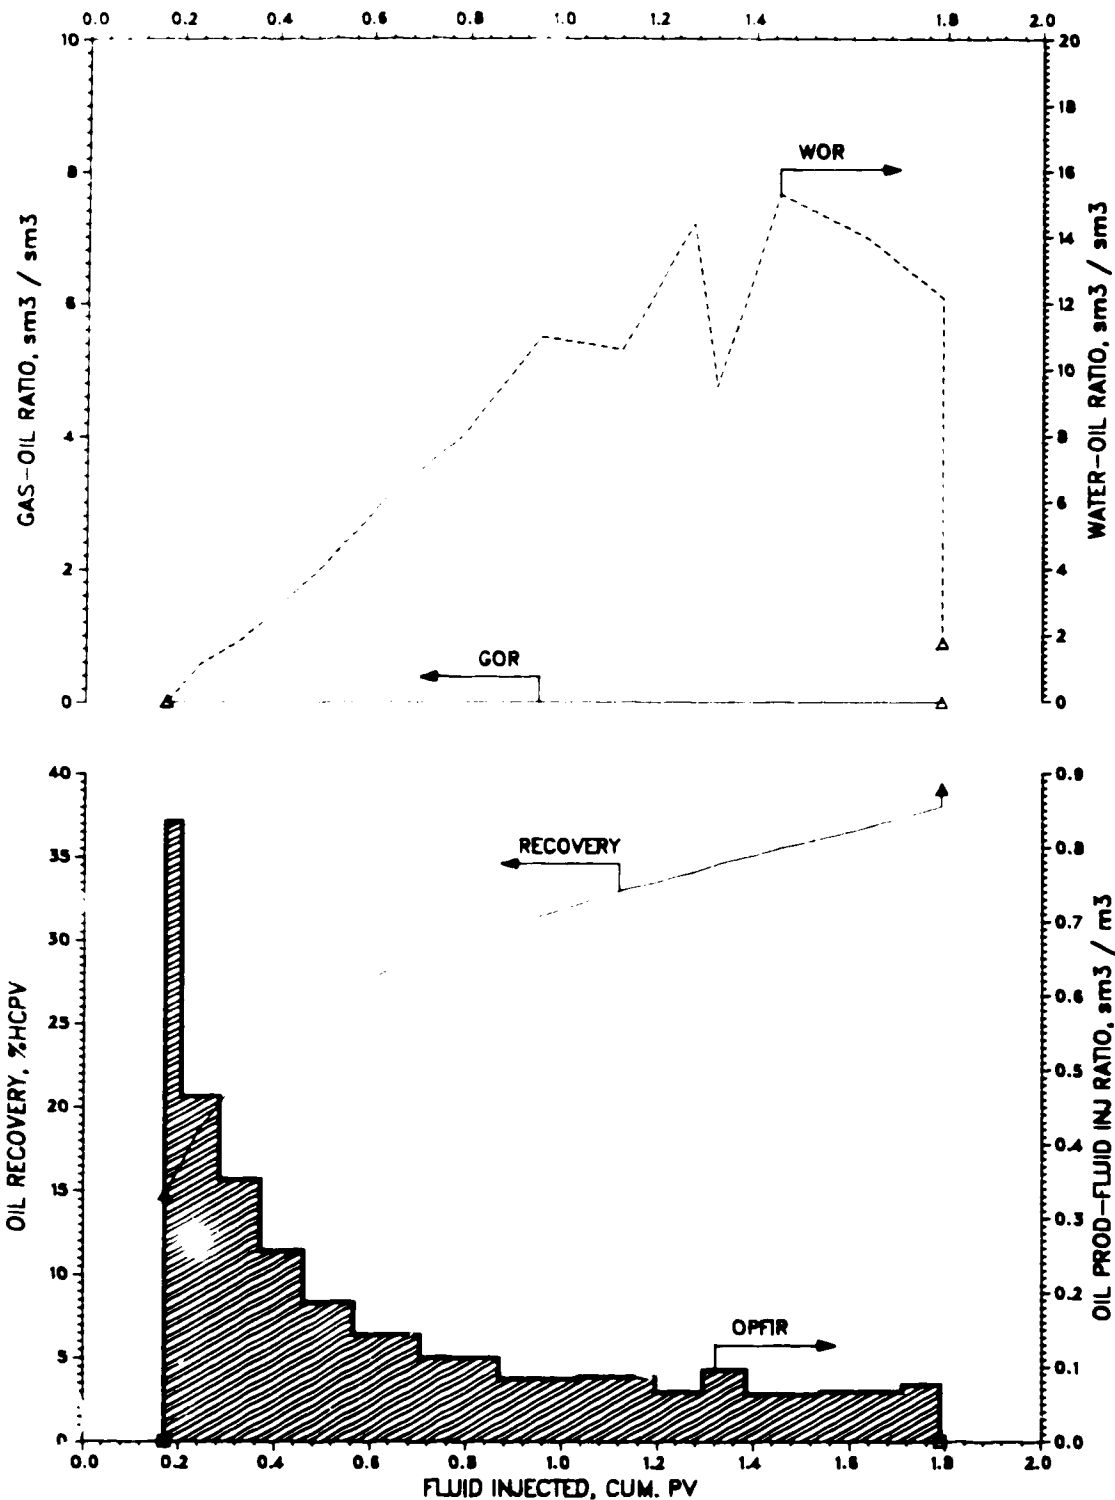 0.0 0.2 0.4 0.6 0.8 1.0 1.2 1.4 1.6 1.8 2.0
10 20
18
8 WOR 16
14
6 12
10
4 8
6
2 4
GOR 2
0 0
GAS-OIL RATIO, sm3 / sm3
WATER-OIL RATIO, sm3 / sm3
40 0.9
RECOVERY
35 0.8
0.7
30
0.6
25
0.5
20
0.4
15
0.3
10
0.2
OPFIR
5 0.1
0 0.0
OIL RECOVERY, %HCPV
OIL PROD-FLUID INJ RATIO, sm3 / m3
0.0 0.2 0.4 0.6 0.8 1.0 1.2 1.4 1.6 1.8 2.0
FLUID INJECTED, CUM. PV